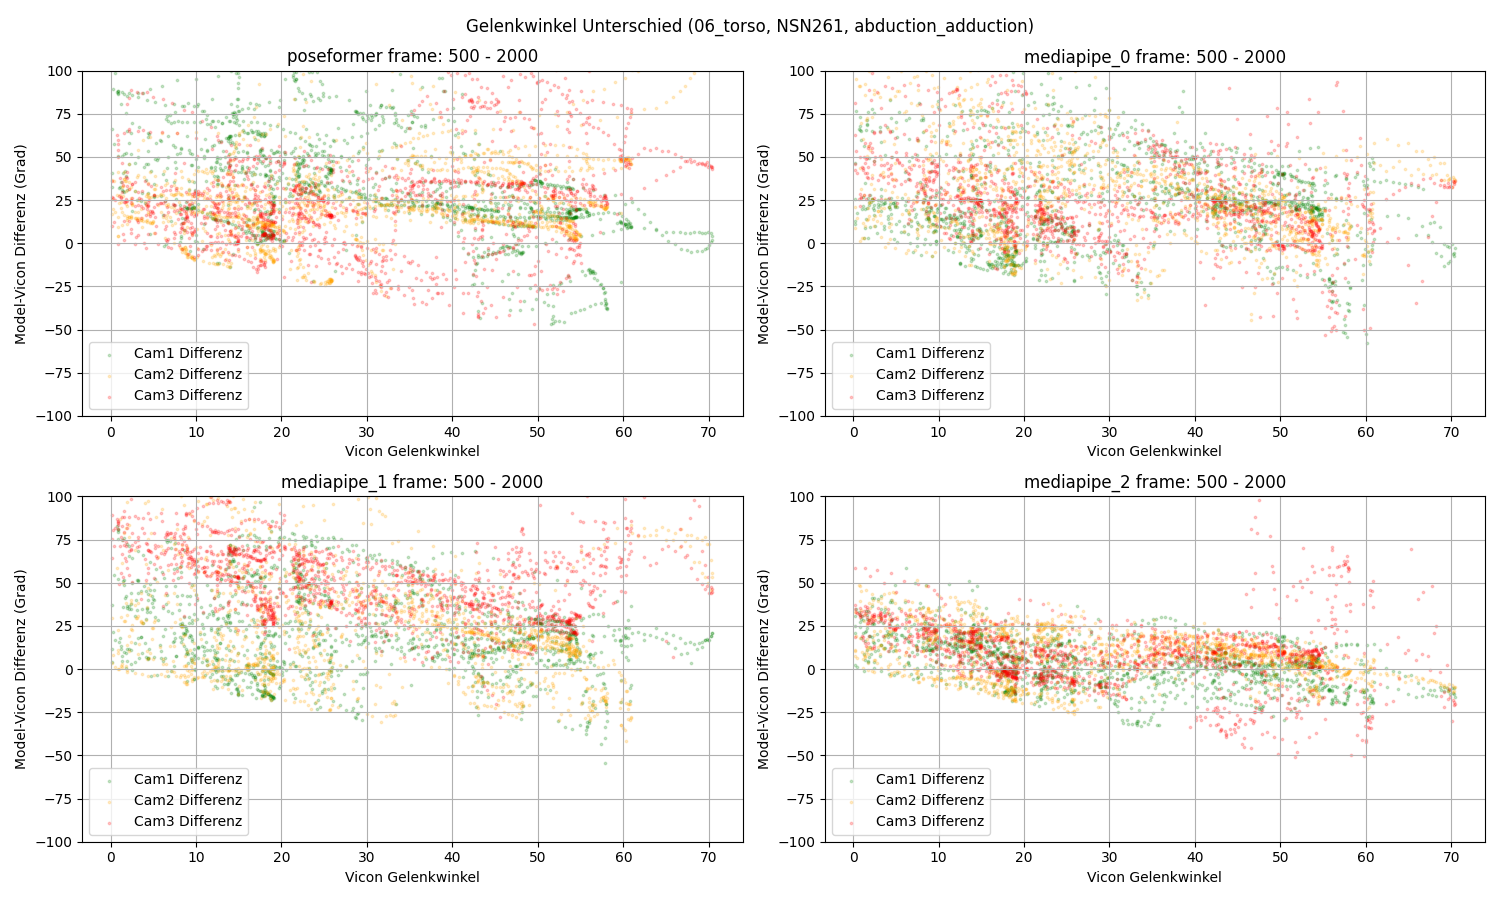 Gelenkwinkel Unterschied (06_torso, NSN261, abduction_adduction)
poseformer frame: 500 - 2000
100
75
50
25
0
−25
−50
−75
−100
Model-Vicon Differenz (Grad)
Cam1 Differenz
Cam2 Differenz
Cam3 Differenz
0 10 20 30 40 50 60 70
Vicon Gelenkwinkel
mediapipe_0 frame: 500 - 2000
100
75
50
25
0
−25
−50
−75
−100
Model-Vicon Differenz (Grad)
Cam1 Differenz
Cam2 Differenz
Cam3 Differenz
0 10 20 30 40 50 60 70
Vicon Gelenkwinkel
mediapipe_1 frame: 500 - 2000
100
75
50
25
0
−25
−50
−75
−100
Model-Vicon Differenz (Grad)
Cam1 Differenz
Cam2 Differenz
Cam3 Differenz
0 10 20 30 40 50 60 70
Vicon Gelenkwinkel
mediapipe_2 frame: 500 - 2000
100
75
50
25
0
−25
−50
−75
−100
Model-Vicon Differenz (Grad)
Cam1 Differenz
Cam2 Differenz
Cam3 Differenz
0 10 20 30 40 50 60 70
Vicon Gelenkwinkel